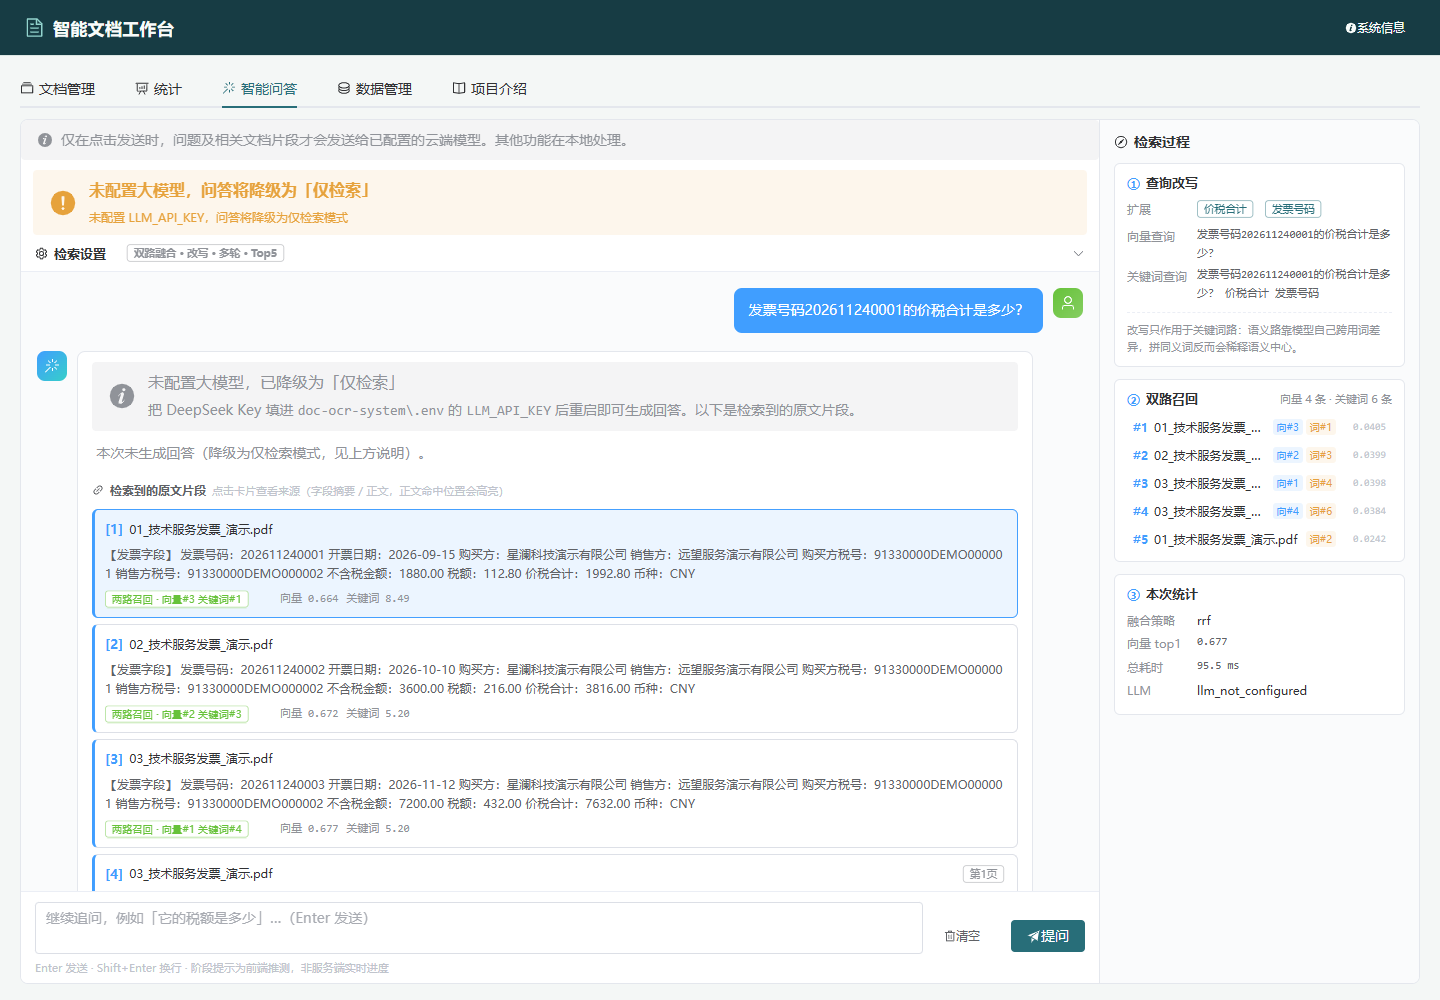 智能文档工作台
系统信息
文档管理
统计
智能问答
数据管理
项目介绍
仅在点击发送时，问题及相关文档片段才会发送给已配置的云端模型。其他功能在本地处理。
未配置大模型，问答将降级为「仅检索」
未配置 LLM_API_KEY，问答将降级为仅检索模式
检索设置 双路融合 • 改写 • 多轮 • Top5
发票号码202611240001的价税合计是多少？
未配置大模型，已降级为「仅检索」
把 DeepSeek Key 填进 doc-ocr-system\.env 的 LLM_API_KEY 后重启即可生成回答。以下是检索到的原文片段。
本次未生成回答（降级为仅检索模式，见上方说明）。
检索到的原文片段 点击卡片查看来源（字段摘要 / 正文，正文命中位置会高亮）
[1] 01_技术服务发票_演示.pdf
【发票字段】 发票号码：202611240001 开票日期：2026-09-15 购买方：星澜科技演示有限公司 销售方：远望服务演示有限公司 购买方税号：91330000DEMO00000
1 销售方税号：91330000DEMO000002 不含税金额：1880.00 税额：112.80 价税合计：1992.80 币种：CNY
两路召回 · 向量#3 关键词#1 向量 0.664 关键词 8.49
[2] 02_技术服务发票_演示.pdf
【发票字段】 发票号码：202611240002 开票日期：2026-10-10 购买方：星澜科技演示有限公司 销售方：远望服务演示有限公司 购买方税号：91330000DEMO00000
1 销售方税号：91330000DEMO000002 不含税金额：3600.00 税额：216.00 价税合计：3816.00 币种：CNY
两路召回 · 向量#2 关键词#3 向量 0.672 关键词 5.20
[3] 03_技术服务发票_演示.pdf
【发票字段】 发票号码：202611240003 开票日期：2026-11-12 购买方：星澜科技演示有限公司 销售方：远望服务演示有限公司 购买方税号：91330000DEMO00000
1 销售方税号：91330000DEMO000002 不含税金额：7200.00 税额：432.00 价税合计：7632.00 币种：CNY
两路召回 · 向量#1 关键词#4 向量 0.677 关键词 5.20
[4] 03_技术服务发票_演示.pdf 第1页
继续追问，例如「它的税额是多少」…（Enter 发送）
清空
提问
Enter 发送 · Shift+Enter 换行 · 阶段提示为前端推测，非服务端实时进度
检索过程
① 查询改写
扩展 价税合计 发票号码
向量查询 发票号码202611240001的价税合计是多
少？
关键词查询 发票号码202611240001的价税合计是多
少？ 价税合计 发票号码
改写只作用于关键词路：语义路靠模型自己跨用词差
异，拼同义词反而会稀释语义中心。
② 双路召回 向量 4 条 · 关键词 6 条
#1 01_技术服务发票_... 向#3 词#1 0.0405
#2 02_技术服务发票_... 向#2 词#3 0.0399
#3 03_技术服务发票_... 向#1 词#4 0.0398
#4 03_技术服务发票_... 向#4 词#6 0.0384
#5 01_技术服务发票_演示.pdf 词#2 0.0242
③ 本次统计
融合策略 rrf
向量 top1 0.677
总耗时 95.5 ms
LLM llm_not_configured